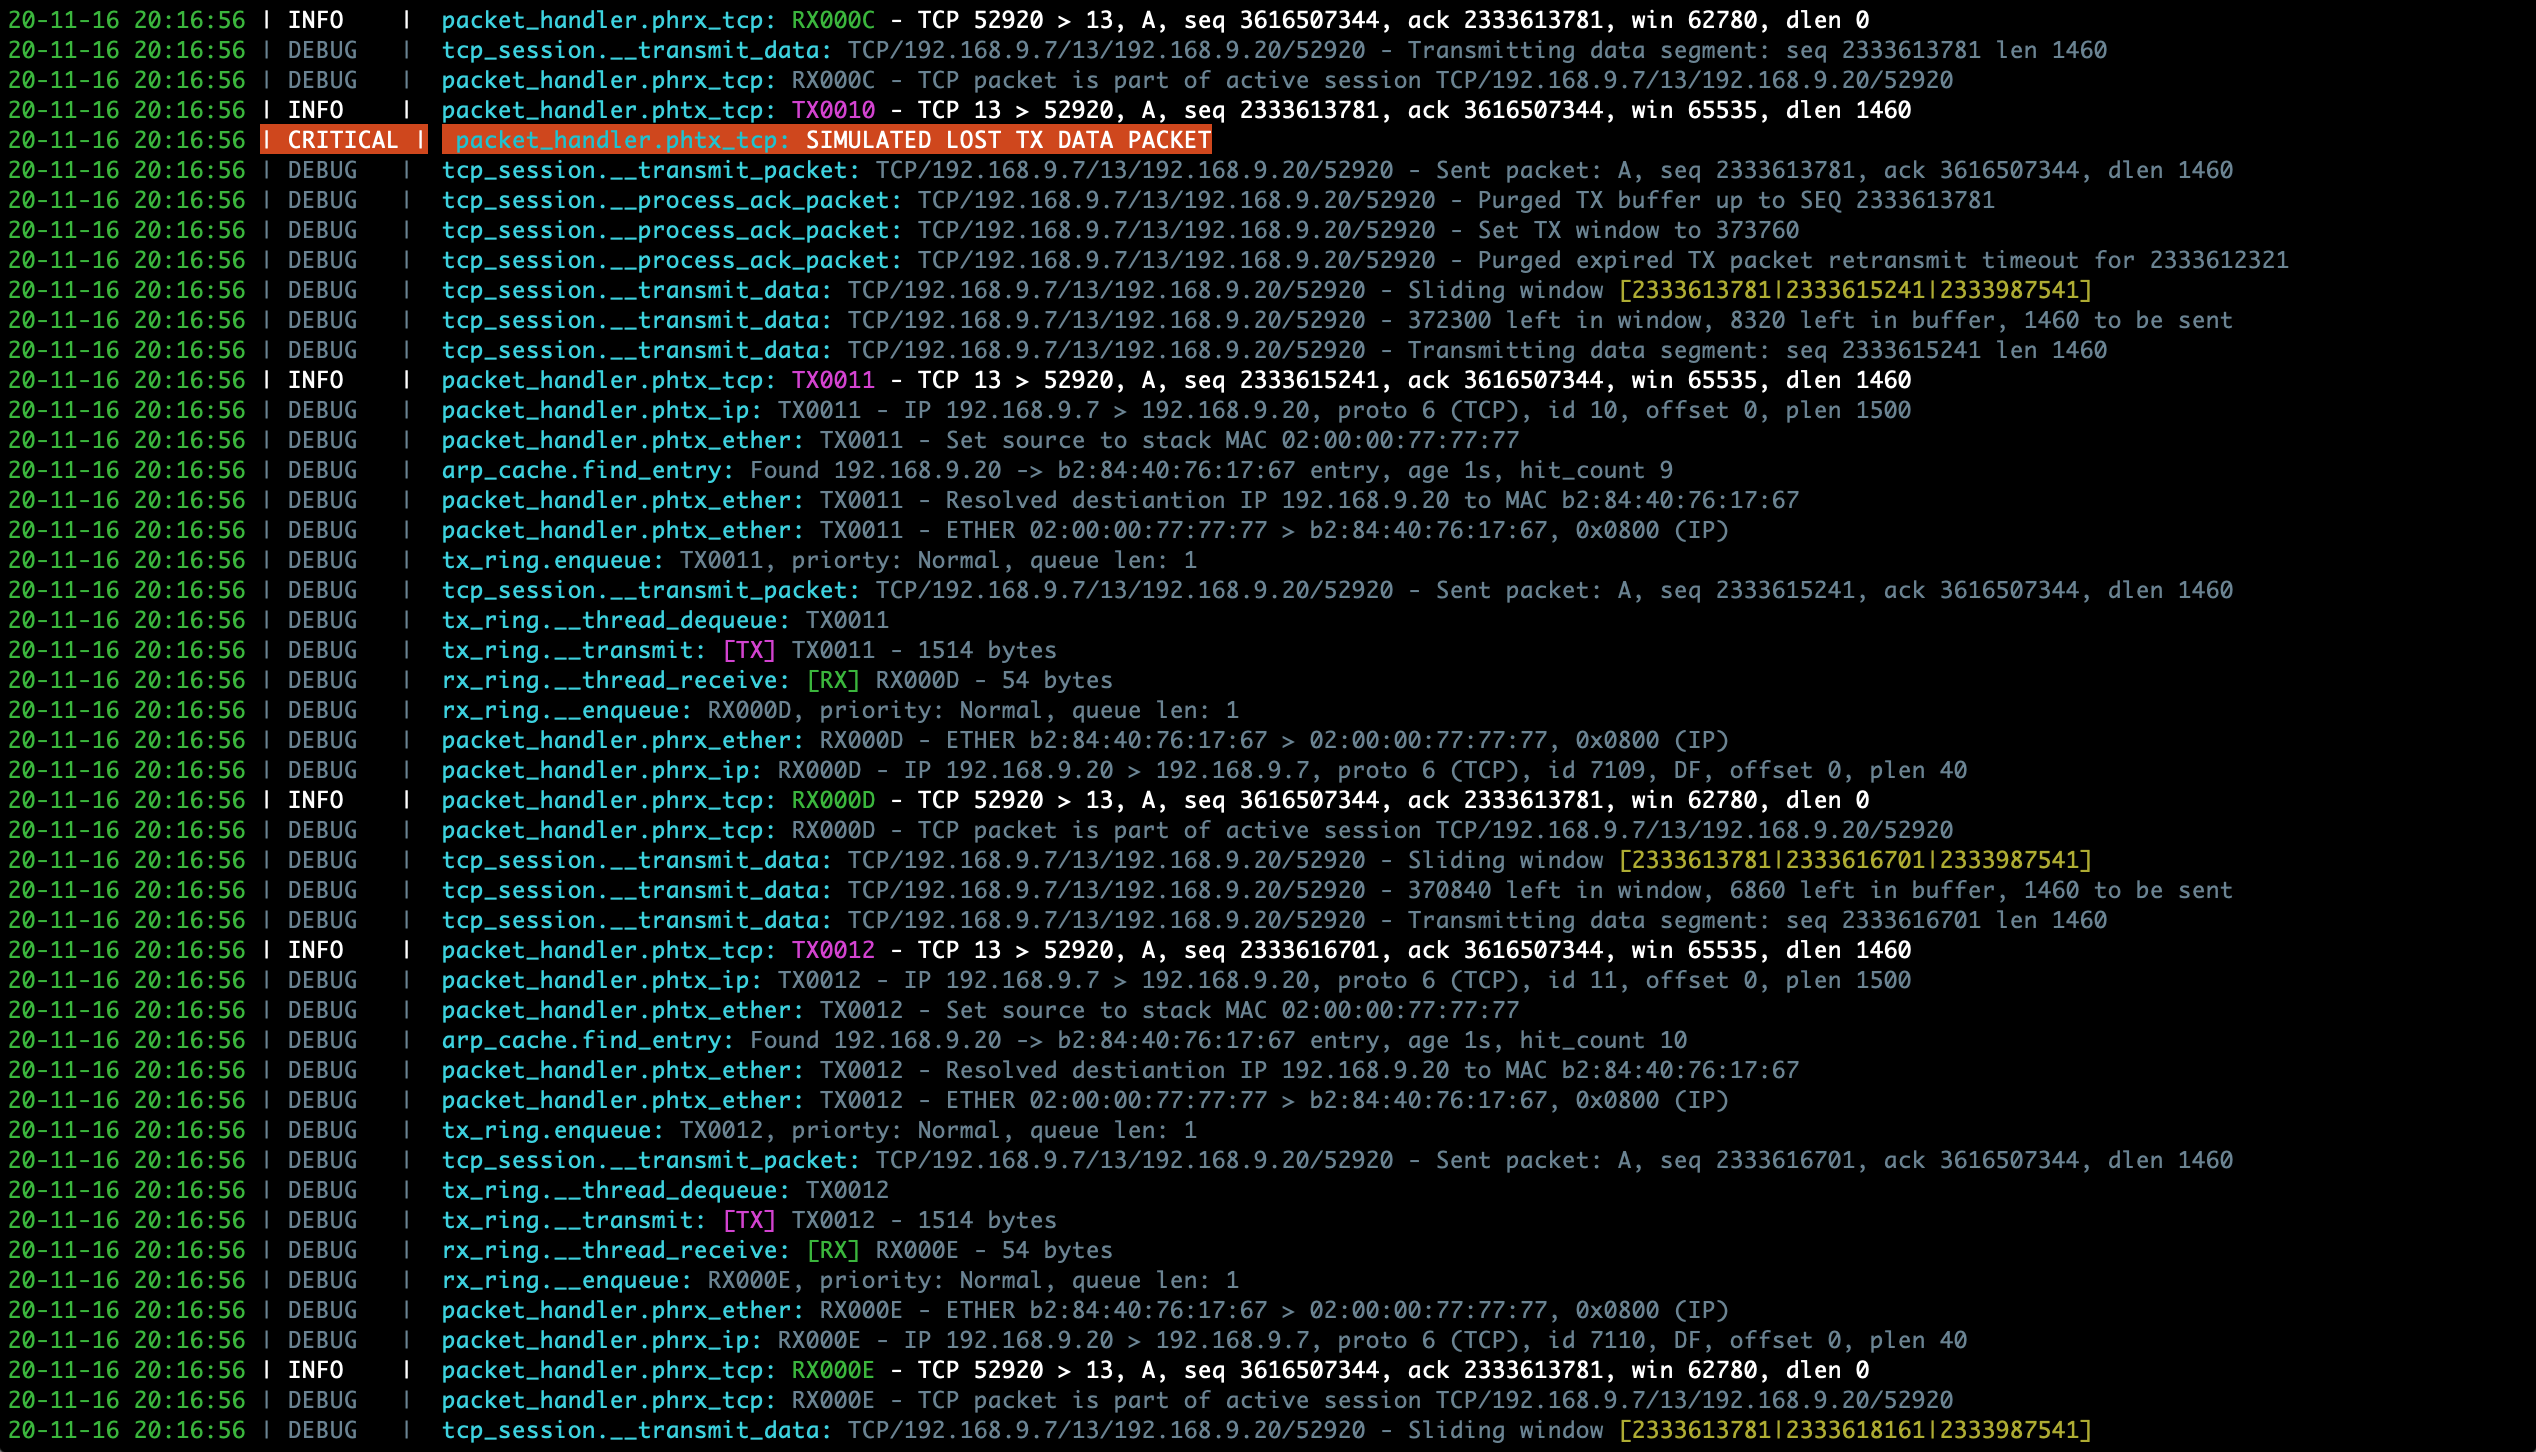 20-11-16 20:16:56 | INFO | packet_handler.phrx_tcp: RX000C - TCP 52920 > 13, A, seq 3616507344, ack 2333613781, win 62780, dlen 0
20-11-16 20:16:56 | DEBUG | tcp_session.__transmit_data: TCP/192.168.9.7/13/192.168.9.20/52920 - Transmitting data segment: seq 2333613781 len 1460
20-11-16 20:16:56 | DEBUG | packet_handler.phrx_tcp: RX000C - TCP packet is part of active session TCP/192.168.9.7/13/192.168.9.20/52920
20-11-16 20:16:56 | INFO | packet_handler.phtx_tcp: TX0010 - TCP 13 > 52920, A, seq 2333613781, ack 3616507344, win 65535, dlen 1460
20-11-16 20:16:56 | CRITICAL | packet_handler.phtx_tcp: SIMULATED LOST TX DATA PACKET
20-11-16 20:16:56 | DEBUG | tcp_session.__transmit_packet: TCP/192.168.9.7/13/192.168.9.20/52920 - Sent packet: A, seq 2333613781, ack 3616507344, dlen 1460
20-11-16 20:16:56 | DEBUG | tcp_session.__process_ack_packet: TCP/192.168.9.7/13/192.168.9.20/52920 - Purged TX buffer up to SEQ 2333613781
20-11-16 20:16:56 | DEBUG | tcp_session.__process_ack_packet: TCP/192.168.9.7/13/192.168.9.20/52920 - Set TX window to 373760
20-11-16 20:16:56 | DEBUG | tcp_session.__process_ack_packet: TCP/192.168.9.7/13/192.168.9.20/52920 - Purged expired TX packet retransmit timeout for 2333612321
20-11-16 20:16:56 | DEBUG | tcp_session.__transmit_data: TCP/192.168.9.7/13/192.168.9.20/52920 - Sliding window [2333613781|2333615241|2333987541]
20-11-16 20:16:56 | DEBUG | tcp_session.__transmit_data: TCP/192.168.9.7/13/192.168.9.20/52920 - 372300 left in window, 8320 left in buffer, 1460 to be sent
20-11-16 20:16:56 | DEBUG | tcp_session.__transmit_data: TCP/192.168.9.7/13/192.168.9.20/52920 - Transmitting data segment: seq 2333615241 len 1460
20-11-16 20:16:56 | INFO | packet_handler.phtx_tcp: TX0011 - TCP 13 > 52920, A, seq 2333615241, ack 3616507344, win 65535, dlen 1460
20-11-16 20:16:56 | DEBUG | packet_handler.phtx_ip: TX0011 - IP 192.168.9.7 > 192.168.9.20, proto 6 (TCP), id 10, offset 0, plen 1500
20-11-16 20:16:56 | DEBUG | packet_handler.phtx_ether: TX0011 - Set source to stack MAC 02:00:00:77:77:77
20-11-16 20:16:56 | DEBUG | arp_cache.find_entry: Found 192.168.9.20 -> b2:84:40:76:17:67 entry, age 1s, hit_count 9
20-11-16 20:16:56 | DEBUG | packet_handler.phtx_ether: TX0011 - Resolved destiantion IP 192.168.9.20 to MAC b2:84:40:76:17:67
20-11-16 20:16:56 | DEBUG | packet_handler.phtx_ether: TX0011 - ETHER 02:00:00:77:77:77 > b2:84:40:76:17:67, 0x0800 (IP)
20-11-16 20:16:56 | DEBUG | tx_ring.enqueue: TX0011, priorty: Normal, queue len: 1
20-11-16 20:16:56 | DEBUG | tcp_session.__transmit_packet: TCP/192.168.9.7/13/192.168.9.20/52920 - Sent packet: A, seq 2333615241, ack 3616507344, dlen 1460
20-11-16 20:16:56 | DEBUG | tx_ring.__thread_dequeue: TX0011
20-11-16 20:16:56 | DEBUG | tx_ring.__transmit: [TX] TX0011 - 1514 bytes
20-11-16 20:16:56 | DEBUG | rx_ring.__thread_receive: [RX] RX000D - 54 bytes
20-11-16 20:16:56 | DEBUG | rx_ring.__enqueue: RX000D, priority: Normal, queue len: 1
20-11-16 20:16:56 | DEBUG | packet_handler.phrx_ether: RX000D - ETHER b2:84:40:76:17:67 > 02:00:00:77:77:77, 0x0800 (IP)
20-11-16 20:16:56 | DEBUG | packet_handler.phrx_ip: RX000D - IP 192.168.9.20 > 192.168.9.7, proto 6 (TCP), id 7109, DF, offset 0, plen 40
20-11-16 20:16:56 | INFO | packet_handler.phrx_tcp: RX000D - TCP 52920 > 13, A, seq 3616507344, ack 2333613781, win 62780, dlen 0
20-11-16 20:16:56 | DEBUG | packet_handler.phrx_tcp: RX000D - TCP packet is part of active session TCP/192.168.9.7/13/192.168.9.20/52920
20-11-16 20:16:56 | DEBUG | tcp_session.__transmit_data: TCP/192.168.9.7/13/192.168.9.20/52920 - Sliding window [2333613781|2333616701|2333987541]
20-11-16 20:16:56 | DEBUG | tcp_session.__transmit_data: TCP/192.168.9.7/13/192.168.9.20/52920 - 370840 left in window, 6860 left in buffer, 1460 to be sent
20-11-16 20:16:56 | DEBUG | tcp_session.__transmit_data: TCP/192.168.9.7/13/192.168.9.20/52920 - Transmitting data segment: seq 2333616701 len 1460
20-11-16 20:16:56 | INFO | packet_handler.phtx_tcp: TX0012 - TCP 13 > 52920, A, seq 2333616701, ack 3616507344, win 65535, dlen 1460
20-11-16 20:16:56 | DEBUG | packet_handler.phtx_ip: TX0012 - IP 192.168.9.7 > 192.168.9.20, proto 6 (TCP), id 11, offset 0, plen 1500
20-11-16 20:16:56 | DEBUG | packet_handler.phtx_ether: TX0012 - Set source to stack MAC 02:00:00:77:77:77
20-11-16 20:16:56 | DEBUG | arp_cache.find_entry: Found 192.168.9.20 -> b2:84:40:76:17:67 entry, age 1s, hit_count 10
20-11-16 20:16:56 | DEBUG | packet_handler.phtx_ether: TX0012 - Resolved destiantion IP 192.168.9.20 to MAC b2:84:40:76:17:67
20-11-16 20:16:56 | DEBUG | packet_handler.phtx_ether: TX0012 - ETHER 02:00:00:77:77:77 > b2:84:40:76:17:67, 0x0800 (IP)
20-11-16 20:16:56 | DEBUG | tx_ring.enqueue: TX0012, priorty: Normal, queue len: 1
20-11-16 20:16:56 | DEBUG | tcp_session.__transmit_packet: TCP/192.168.9.7/13/192.168.9.20/52920 - Sent packet: A, seq 2333616701, ack 3616507344, dlen 1460
20-11-16 20:16:56 | DEBUG | tx_ring.__thread_dequeue: TX0012
20-11-16 20:16:56 | DEBUG | tx_ring.__transmit: [TX] TX0012 - 1514 bytes
20-11-16 20:16:56 | DEBUG | rx_ring.__thread_receive: [RX] RX000E - 54 bytes
20-11-16 20:16:56 | DEBUG | rx_ring.__enqueue: RX000E, priority: Normal, queue len: 1
20-11-16 20:16:56 | DEBUG | packet_handler.phrx_ether: RX000E - ETHER b2:84:40:76:17:67 > 02:00:00:77:77:77, 0x0800 (IP)
20-11-16 20:16:56 | DEBUG | packet_handler.phrx_ip: RX000E - IP 192.168.9.20 > 192.168.9.7, proto 6 (TCP), id 7110, DF, offset 0, plen 40
20-11-16 20:16:56 | INFO | packet_handler.phrx_tcp: RX000E - TCP 52920 > 13, A, seq 3616507344, ack 2333613781, win 62780, dlen 0
20-11-16 20:16:56 | DEBUG | packet_handler.phrx_tcp: RX000E - TCP packet is part of active session TCP/192.168.9.7/13/192.168.9.20/52920
20-11-16 20:16:56 | DEBUG | tcp_session.__transmit_data: TCP/192.168.9.7/13/192.168.9.20/52920 - Sliding window [2333613781|2333618161|2333987541]